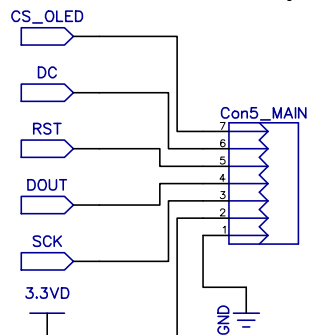 CS_OLED
DC
Con5_MAIN
7
6
RST
5
DOUT
4
3
SCK
2
1
3.3VD
GND